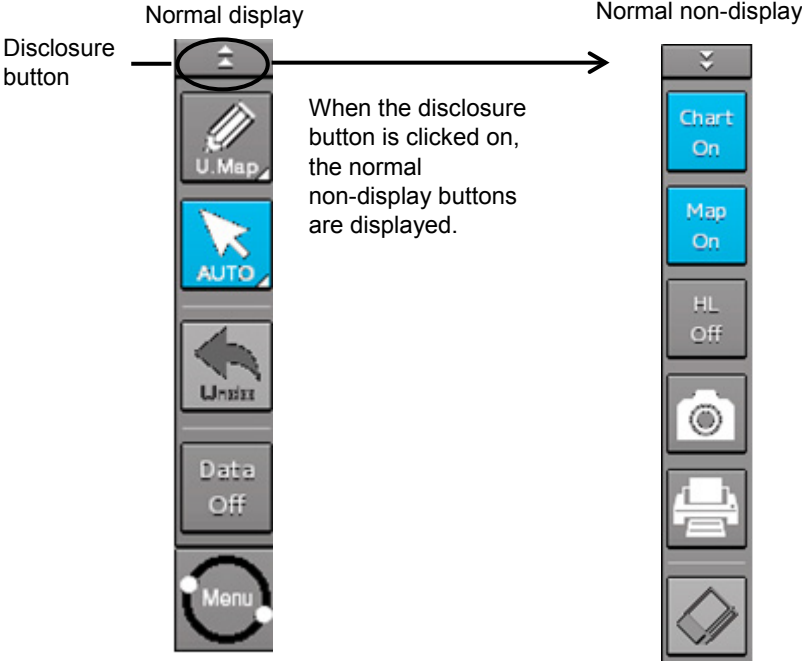 Normal display
Normal non-display
Disclosure
button
When the disclosure
button is clicked on,
the normal
non-display buttons
are displayed.
U.Map
AUTO
Data
Off
Menu
Chart
On
Map
On
HL
Off